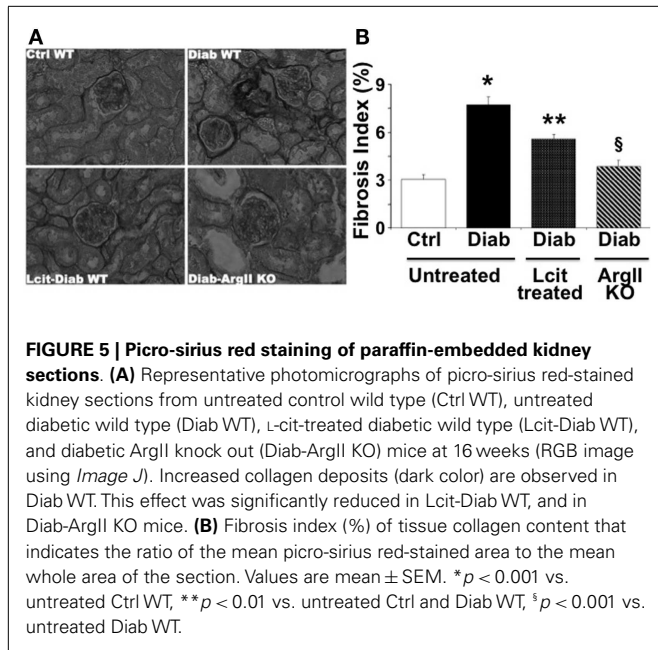 A
B
Ctrl WT
Diab WT
Lcit-Diab WT
Diab-ArgII KO
Fibrosis Index (%)
9
6
3
0
*
**
§
Ctrl Diab Diab Diab
Untreated Lcit treated ArgII KO
FIGURE 5 | Picro-sirius red staining of paraffin-embedded kidney
sections. (A) Representative photomicrographs of picro-sirius red-stained
kidney sections from untreated control wild type (Ctrl WT), untreated
diabetic wild type (Diab WT), L-cit-treated diabetic wild type (Lcit-Diab WT),
and diabetic ArgII knock out (Diab-ArgII KO) mice at 16 weeks (RGB image
using Image J). Increased collagen deposits (dark color) are observed in
Diab WT. This effect was significantly reduced in Lcit-Diab WT, and in
Diab-ArgII KO mice. (B) Fibrosis index (%) of tissue collagen content that
indicates the ratio of the mean picro-sirius red-stained area to the mean
whole area of the section. Values are mean ± SEM. *p < 0.001 vs.
untreated Ctrl WT, **p < 0.01 vs. untreated Ctrl and Diab WT, §p < 0.001 vs.
untreated Diab WT.